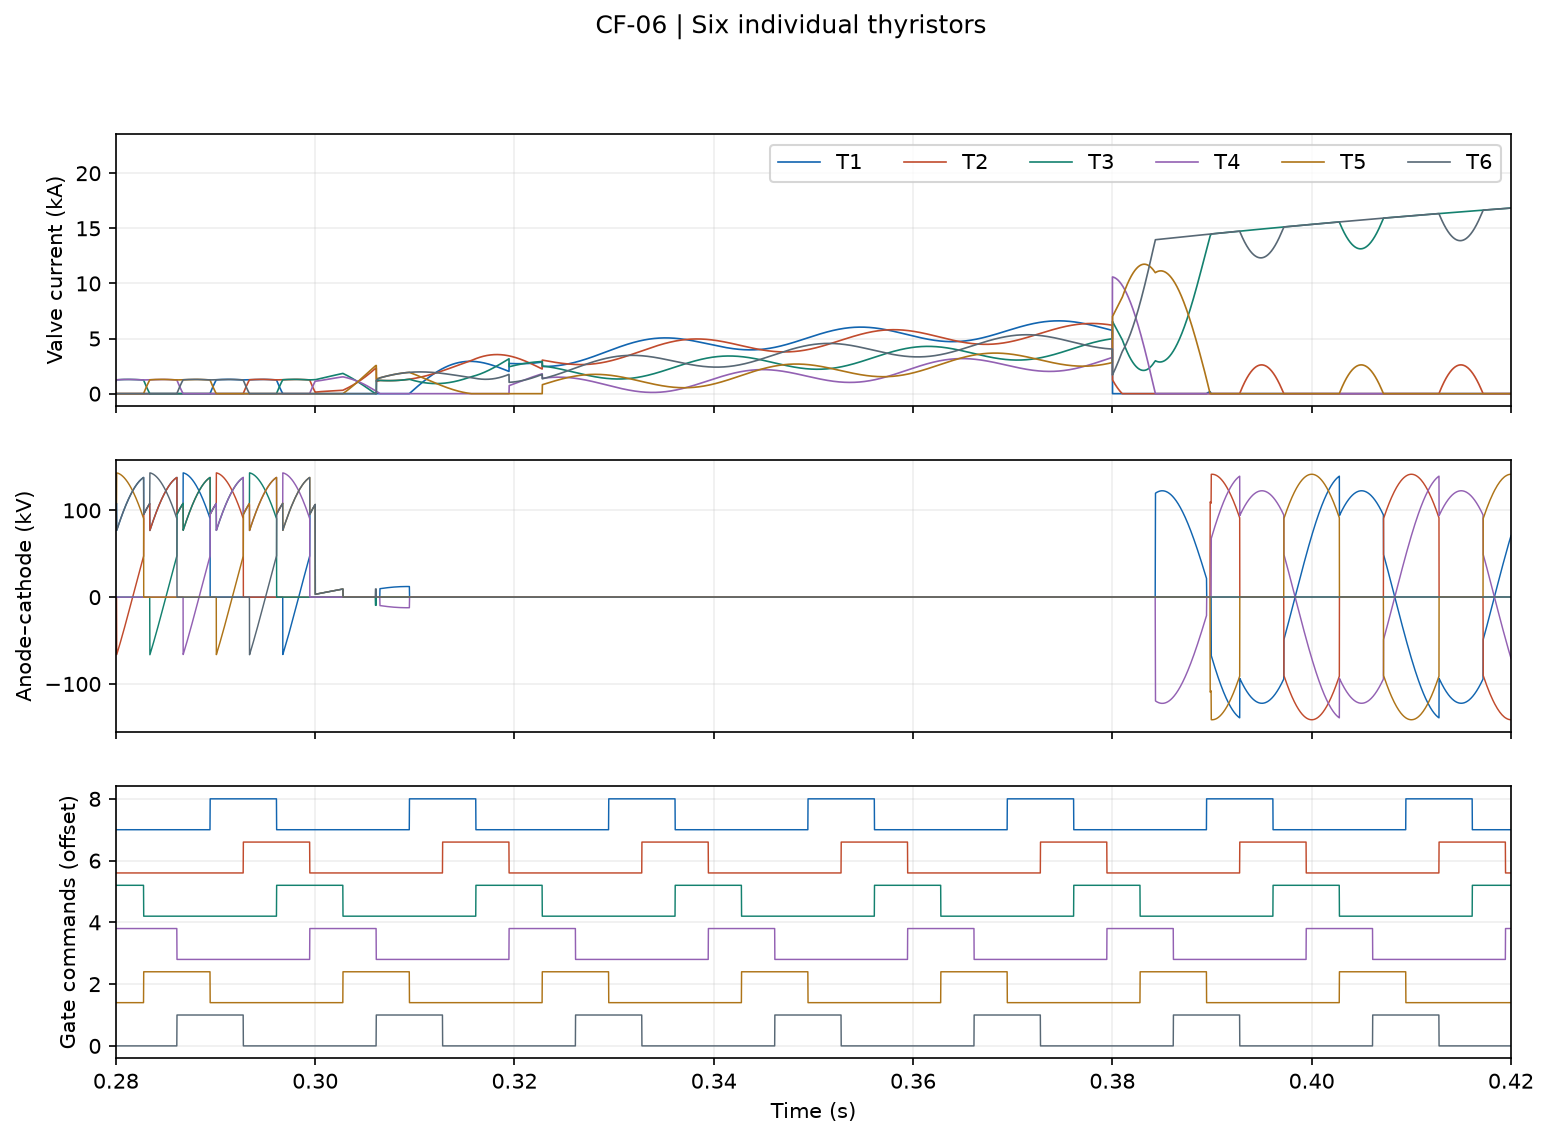 CF-06 | Six individual thyristors
Valve current (kA)
20
15
10
5
0
T1 T2 T3 T4 T5 T6
Anode–cathode (kV)
100
0
−100
Gate commands (offset)
8
6
4
2
0
0.28 0.30 0.32 0.34 0.36 0.38 0.40 0.42
Time (s)